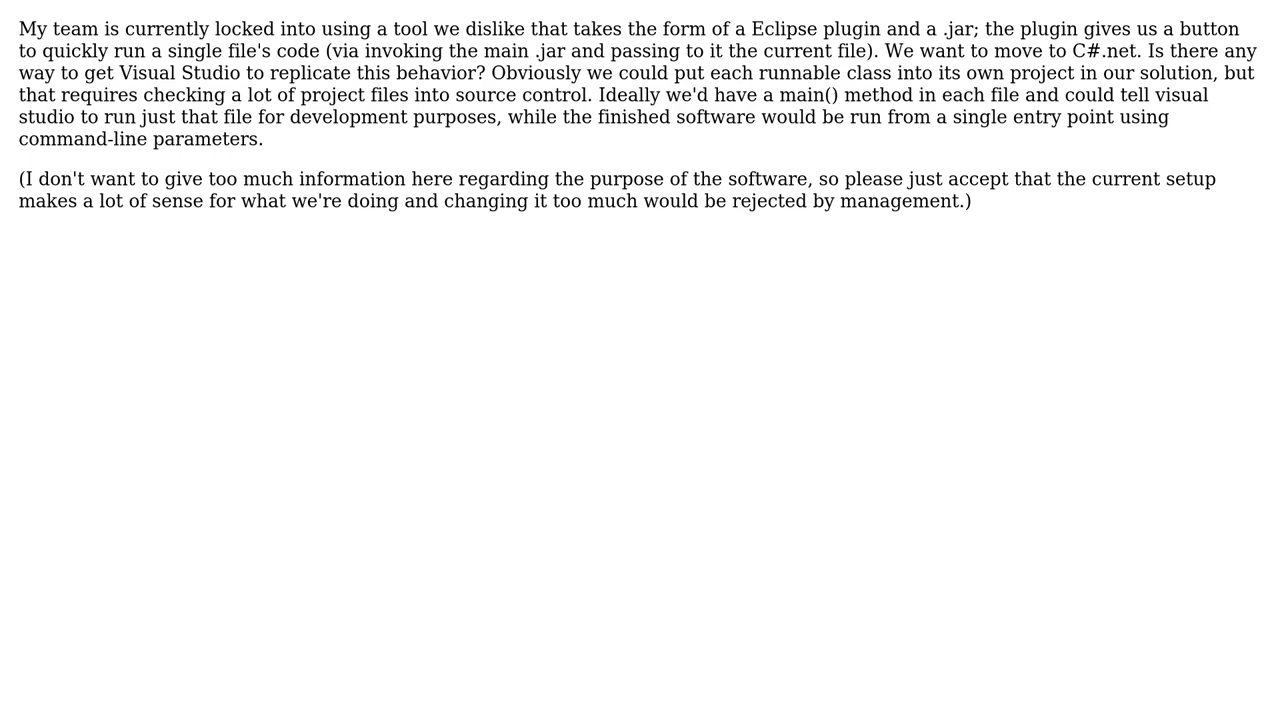 My team is currently locked into using a tool we dislike that takes the form of a Eclipse plugin and a .jar; the plugin gives us a button
to quickly run a single file's code (via invoking the main .jar and passing to it the current file). We want to move to C#.net. Is there any
way to get Visual Studio to replicate this behavior? Obviously we could put each runnable class into its own project in our solution, but
that requires checking a lot of project files into source control. Ideally we'd have a main() method in each file and could tell visual
studio to run just that file for development purposes, while the finished software would be run from a single entry point using
command-line parameters.
(I don't want to give too much information here regarding the purpose of the software, so please just accept that the current setup
makes a lot of sense for what we're doing and changing it too much would be rejected by management.)